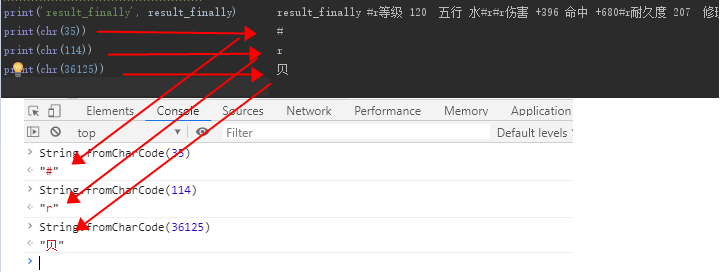 print('result_finally', result_finally) result_finally #r等级 120 五行 水#r#r伤害 +396 命中 +680#r耐久度 207
print(chr(35)) #
print(chr(114)) r
print(chr(36125)) 贝
Elements Console Sources Network Performance Memory Application
top Filter Default levels
> String.fromCharCode(35)
"#"
> String.fromCharCode(114)
"r"
> String.fromCharCode(36125)
"贝"
>